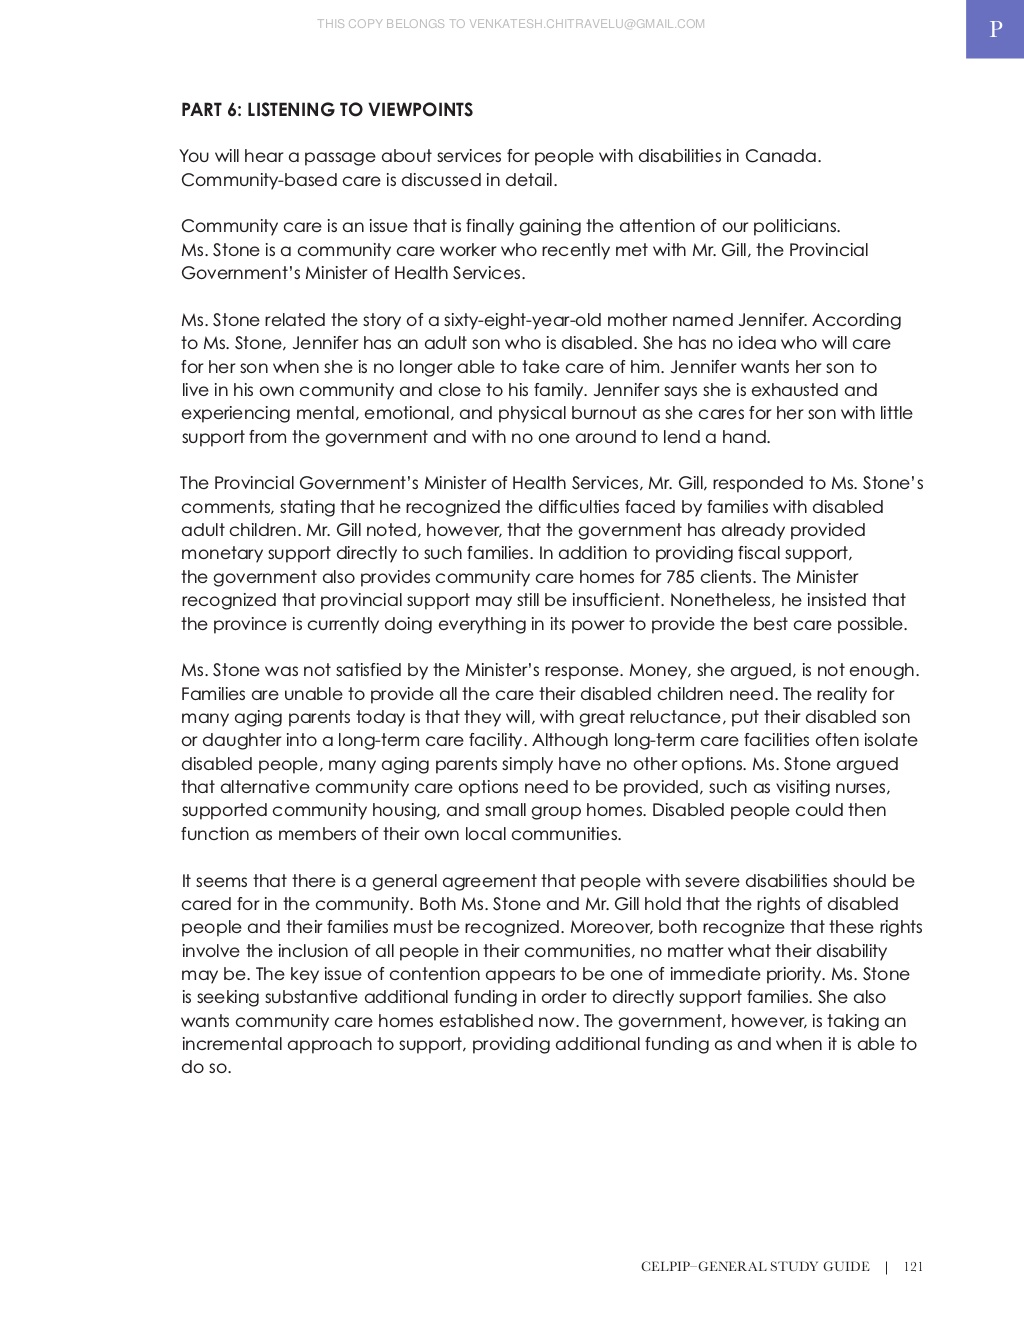 THIS COPY BELONGS TO VENKATESH.CHITRAVELU@GMAIL.COM
P
PART 6: LISTENING TO VIEWPOINTS
You will hear a passage about services for people with disabilities in Canada.
Community-based care is discussed in detail.
Community care is an issue that is finally gaining the attention of our politicians.
Ms. Stone is a community care worker who recently met with Mr. Gill, the Provincial
Government’s Minister of Health Services.
Ms. Stone related the story of a sixty-eight-year-old mother named Jennifer. According
to Ms. Stone, Jennifer has an adult son who is disabled. She has no idea who will care
for her son when she is no longer able to take care of him. Jennifer wants her son to
live in his own community and close to his family. Jennifer says she is exhausted and
experiencing mental, emotional, and physical burnout as she cares for her son with little
support from the government and with no one around to lend a hand.
The Provincial Government’s Minister of Health Services, Mr. Gill, responded to Ms. Stone’s
comments, stating that he recognized the difficulties faced by families with disabled
adult children. Mr. Gill noted, however, that the government has already provided
monetary support directly to such families. In addition to providing fiscal support,
the government also provides community care homes for 785 clients. The Minister
recognized that provincial support may still be insufficient. Nonetheless, he insisted that
the province is currently doing everything in its power to provide the best care possible.
Ms. Stone was not satisfied by the Minister’s response. Money, she argued, is not enough.
Families are unable to provide all the care their disabled children need. The reality for
many aging parents today is that they will, with great reluctance, put their disabled son
or daughter into a long-term care facility. Although long-term care facilities often isolate
disabled people, many aging parents simply have no other options. Ms. Stone argued
that alternative community care options need to be provided, such as visiting nurses,
supported community housing, and small group homes. Disabled people could then
function as members of their own local communities.
It seems that there is a general agreement that people with severe disabilities should be
cared for in the community. Both Ms. Stone and Mr. Gill hold that the rights of disabled
people and their families must be recognized. Moreover, both recognize that these rights
involve the inclusion of all people in their communities, no matter what their disability
may be. The key issue of contention appears to be one of immediate priority. Ms. Stone
is seeking substantive additional funding in order to directly support families. She also
wants community care homes established now. The government, however, is taking an
incremental approach to support, providing additional funding as and when it is able to
do so.
CELPIP–GENERAL STUDY GUIDE | 121